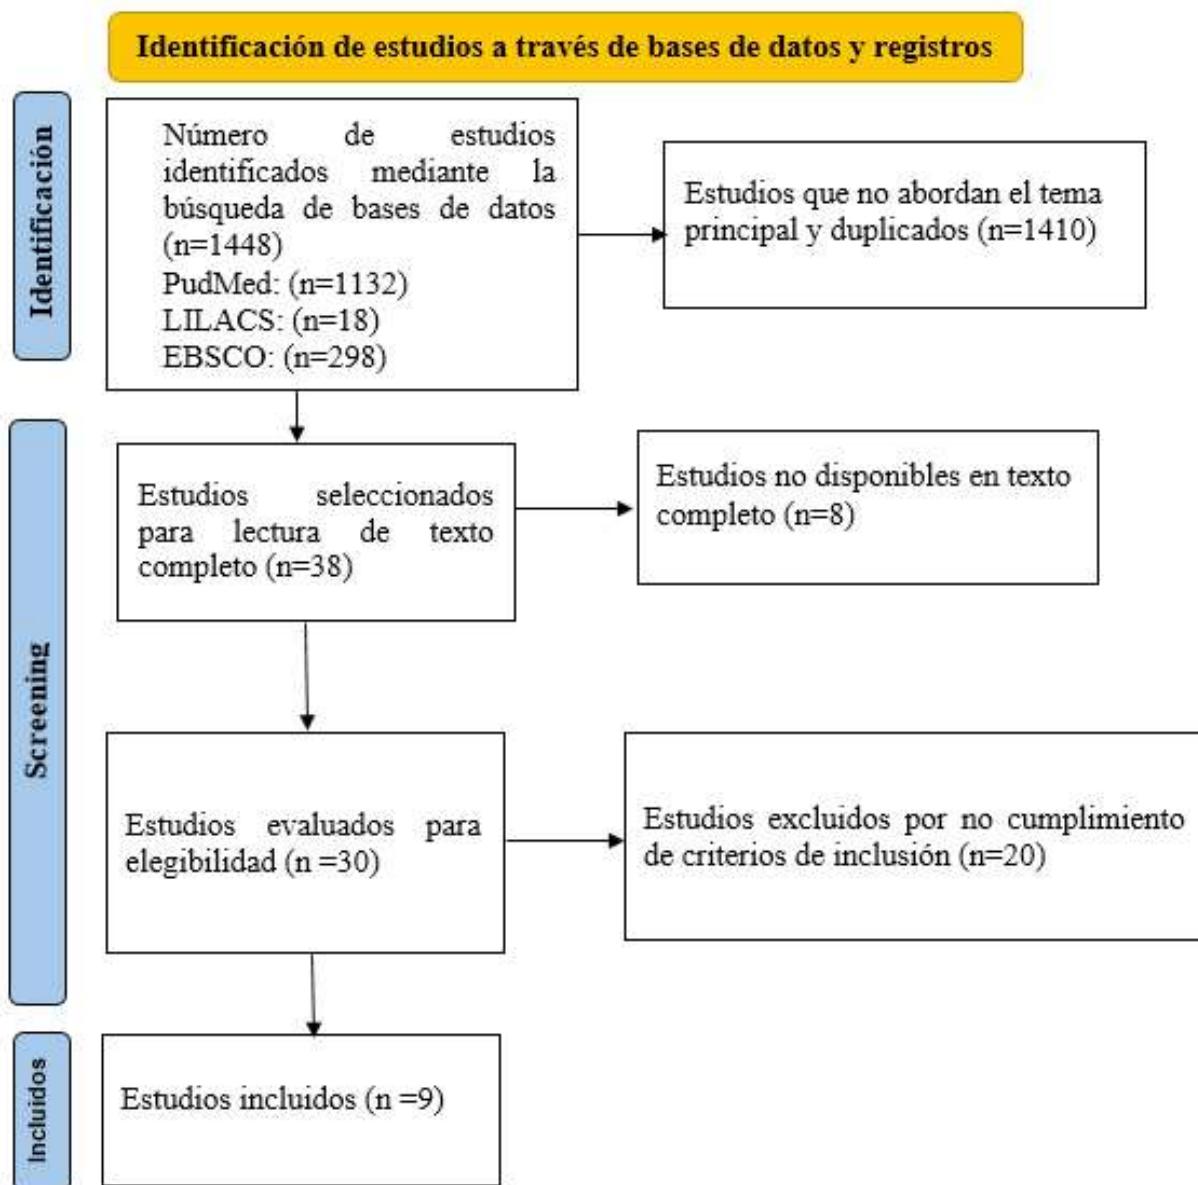 Identificación de estudios a través de bases de datos y registros
Identificación
Número de estudios
identificados mediante la
búsqueda de bases de datos
(n=1448)
PudMed: (n=1132)
LILACS: (n=18)
EBSCO: (n=298)
Estudios que no abordan el tema
principal y duplicados (n=1410)
Screening
Estudios seleccionados
para lectura de texto
completo (n=38)
Estudios no disponibles en texto
completo (n=8)
Estudios evaluados para
elegibilidad (n =30)
Estudios excluidos por no cumplimiento
de criterios de inclusión (n=20)
Incluidos
Estudios incluidos (n =9)